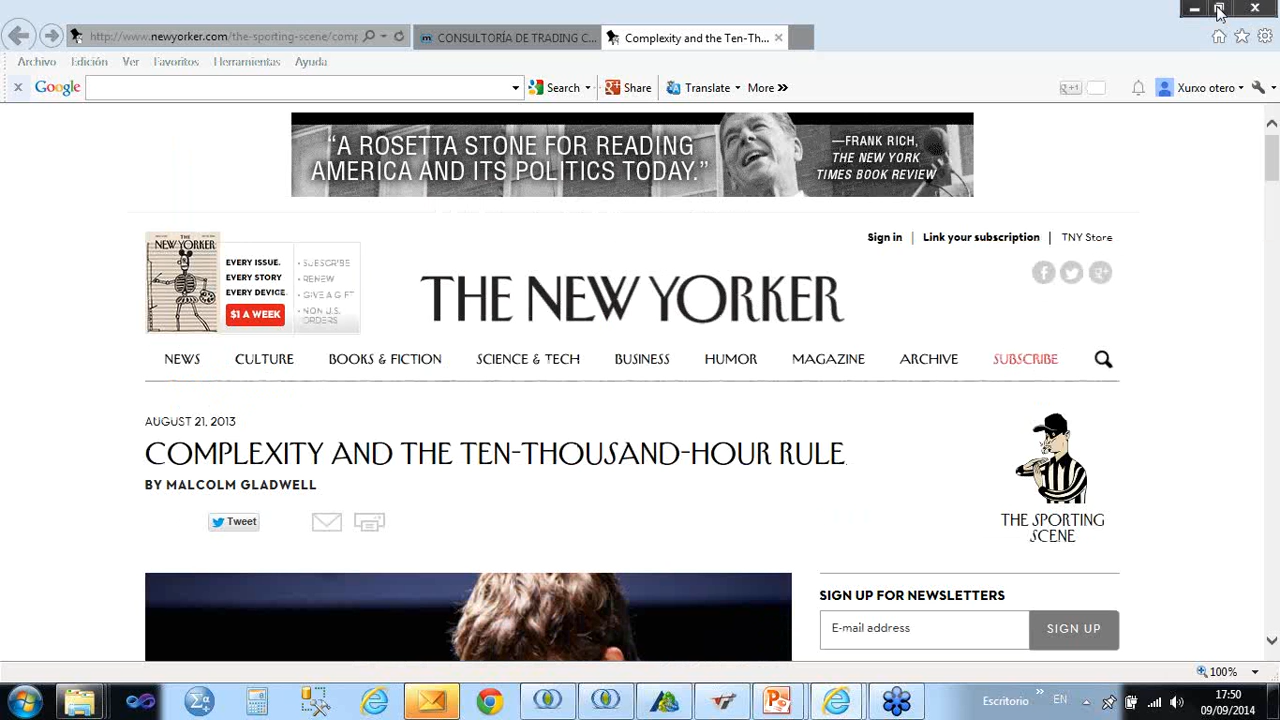 http://www.newyorker.com/the-sporting-scene/comp
CONSULTORÍA DE TRADING C...
Complexity and the Ten-Th...
Archivo Edición Ver Favoritos Herramientas Ayuda
Google Search Share Translate More » Xurxo otero
"A ROSETTA STONE FOR READING
AMERICA AND ITS POLITICS TODAY."
—FRANK RICH,
THE NEW YORK
TIMES BOOK REVIEW
Sign in | Link your subscription | TNY Store
THE NEW YORKER
EVERY ISSUE.
EVERY STORY
EVERY DEVICE
$1 A WEEK
• SUBSCRIBE
• RENEW
• GIVE A GIFT
• NON U.S.
ORDERS
THE NEW YORKER
NEWS CULTURE BOOKS & FICTION SCIENCE & TECH BUSINESS HUMOR MAGAZINE ARCHIVE SUBSCRIBE
AUGUST 21, 2013
COMPLEXITY AND THE TEN-THOUSAND-HOUR RULE
BY MALCOLM GLADWELL
Tweet
THE SPORTING
SCENE
SIGN UP FOR NEWSLETTERS
E-mail address
SIGN UP
100%
Escritorio » EN
17:50
09/09/2014